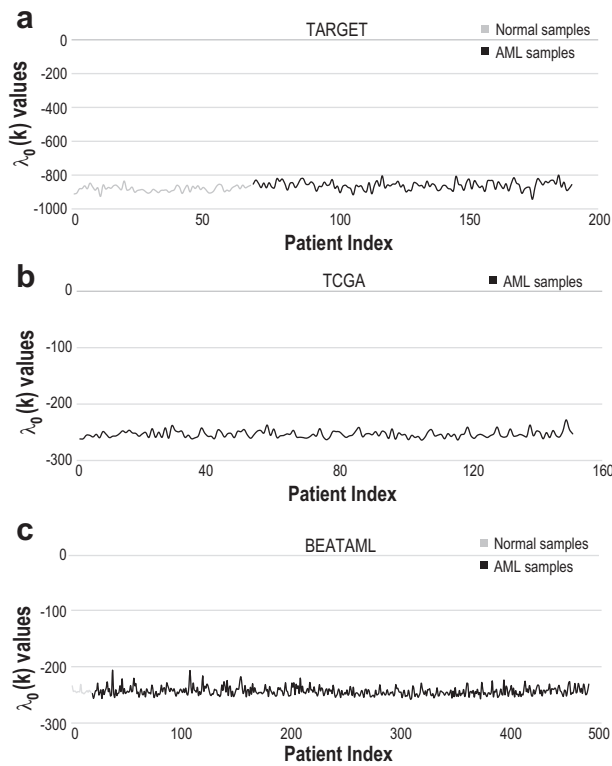 a
TARGET
Normal samples
AML samples
λ0(k) values
0
-200
-400
-600
-800
-1000
0 50 100 150 200
Patient Index
b
TCGA
AML samples
λ0(k) values
0
-100
-200
-300
0 40 80 120 160
Patient Index
c
BEATAML
Normal samples
AML samples
λ0(k) values
0
-100
-200
-300
0 100 200 300 400 500
Patient Index